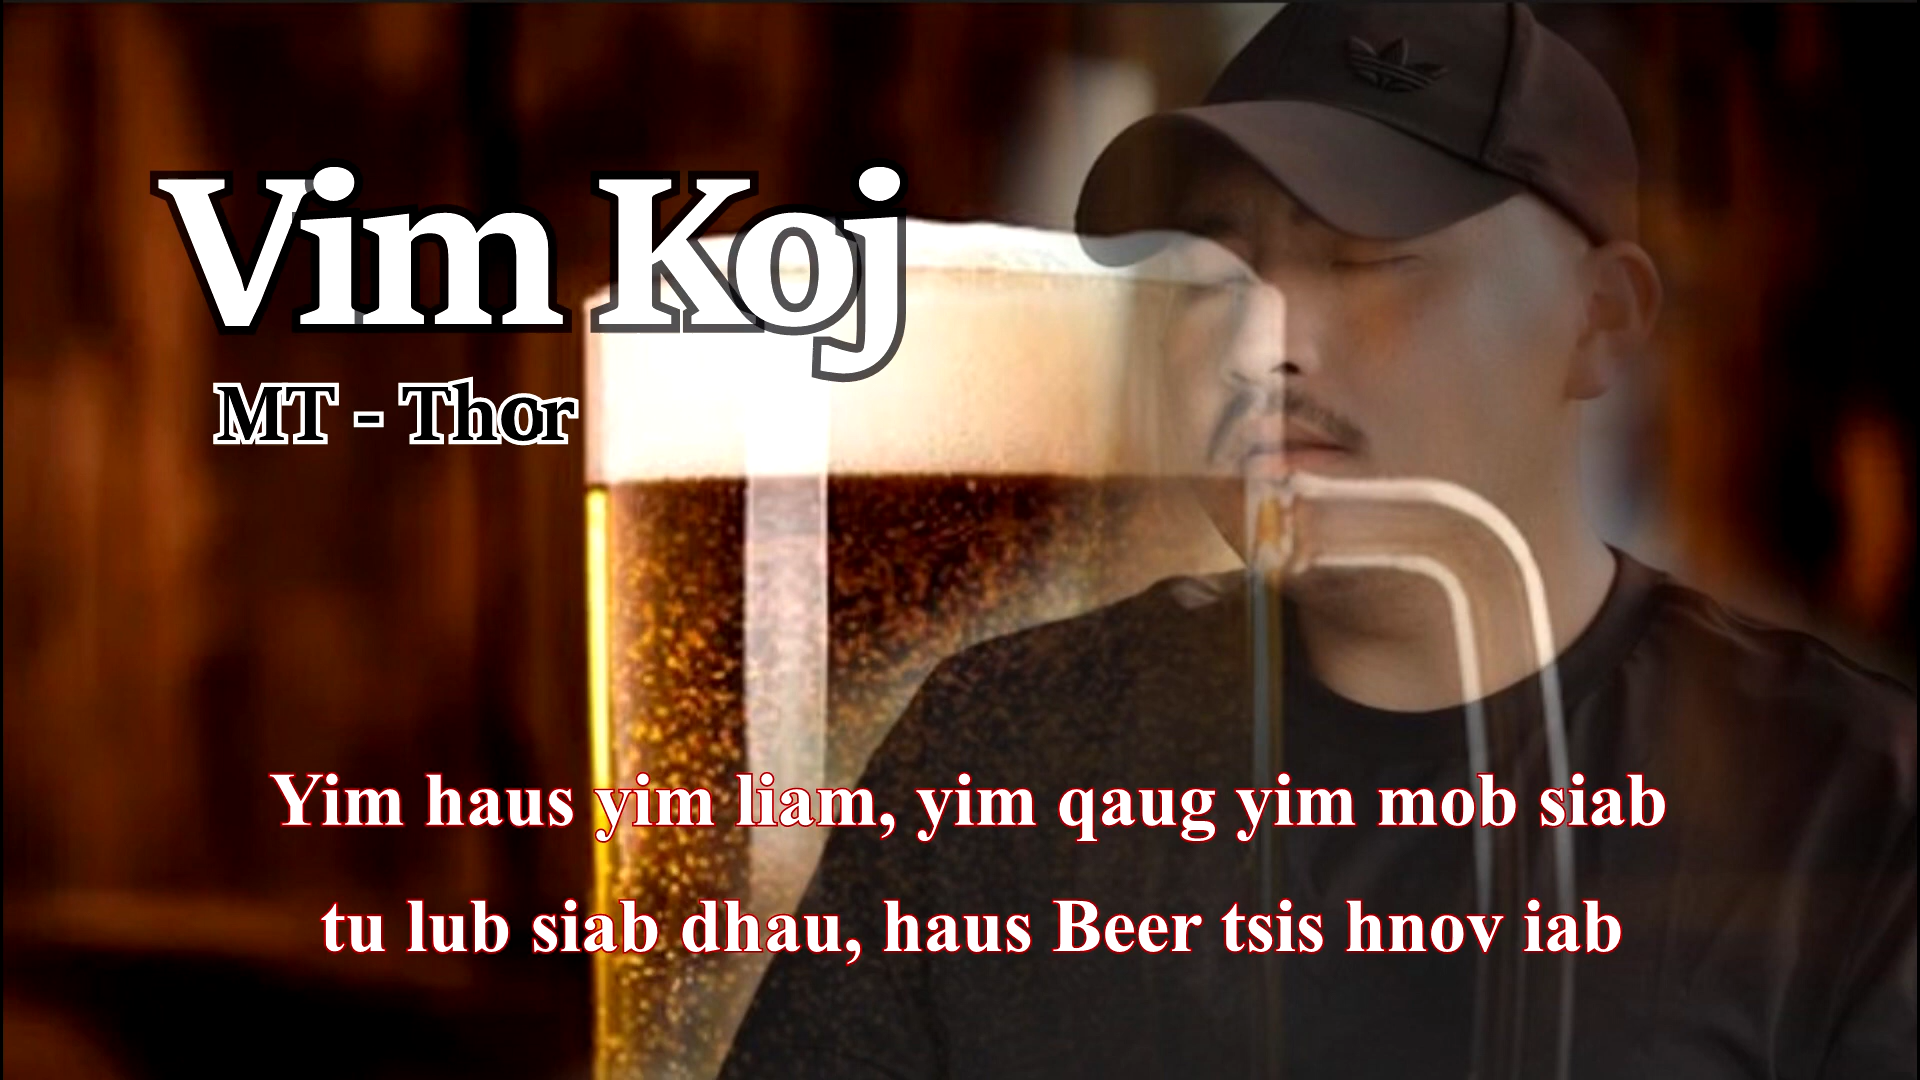 Vim Koj
MT - Thor
Yim haus yim liam, yim qaug yim mob siab
tu lub siab dhau, haus Beer tsis hnov iab